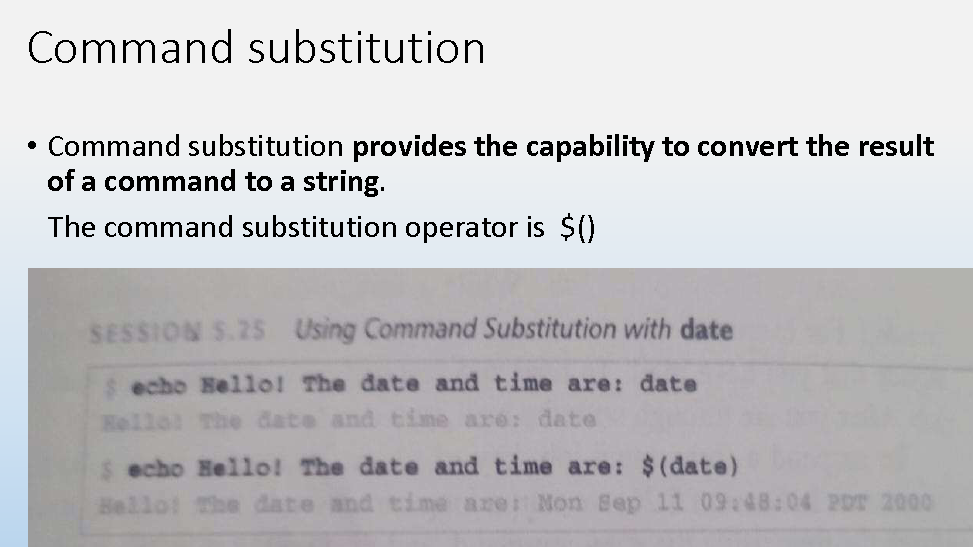 Command substitution
• Command substitution provides the capability to convert the result
of a command to a string.
The command substitution operator is $()
SESSION 5.25 Using Command Substitution with date
$ echo Hello! The date and time are: date
Hello! The date and time are: date
$ echo Hello! The date and time are: $(date)
Hello! The date and time are: Mon Sep 11 09:48:04 PDT 2000